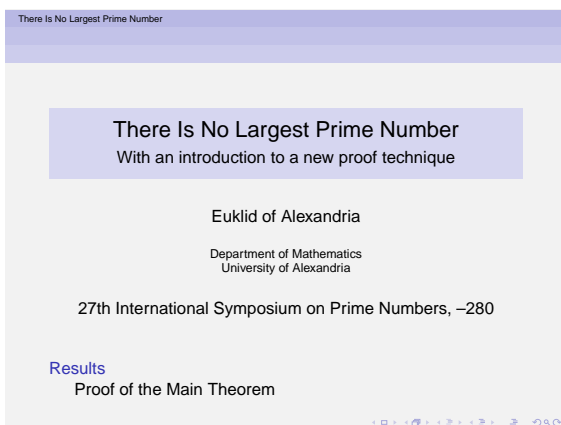 There Is No Largest Prime Number
There Is No Largest Prime Number
With an introduction to a new proof technique
Euklid of Alexandria
Department of Mathematics
University of Alexandria
27th International Symposium on Prime Numbers, –280
Results
Proof of the Main Theorem